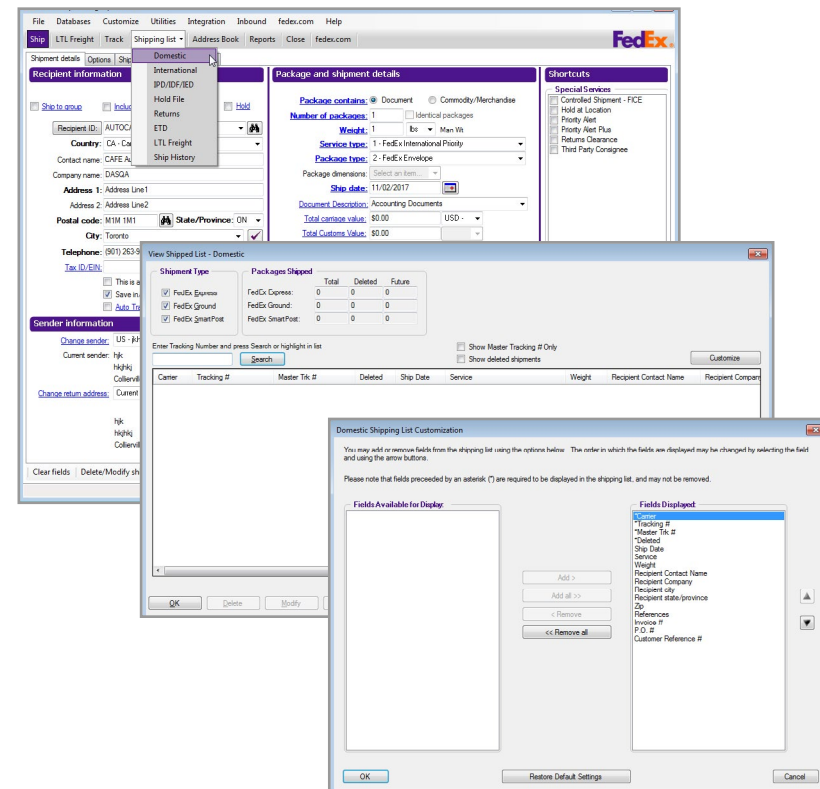 File Databases Customize Utilities Integration Inbound fedex.com Help
Ship LTL Freight Track Shipping list Address Book Reports Close fedex.com
FedEx
Shipment details Options Ship
Domestic
International
IPD/IDF/IED
Hold File
Returns
ETD
LTL Freight
Ship History
Recipient information
Ship to group Hold
Recipient ID: AUTOCA
Country: CA - Ca
Contact name: CAFE Au
Company name: DASQA
Address 1: Address Line1
Address 2: Address Line2
Postal code: M1M 1M1 State/Province: ON
City: Toronto
Telephone: (901) 263-9
Tax ID/EIN:
This is a
Save in
Auto Tra
Sender information
Change sender: US - jkh
Current sender: hjk
hkjhkj
Colliervill
Change return address: Current
hjk
hkjhkj
Colliervill
Clear fields Delete/Modify sh
Package and shipment details
Package contains: Document Commodity/Merchandise
Number of packages: 1 Identical packages
Weight: 1 lbs Man Wt
Service type: 1 - FedEx International Priority
Package type: 2 - FedEx Envelope
Package dimensions: Select an item...
Ship date: 11/02/2017
Document Description: Accounting Documents
Total carriage value: $0.00 USD -
Total Customs Value: $0.00
Shortcuts
Special Services
Controlled Shipment - FICE
Hold at Location
Priority Alert
Priority Alert Plus
Returns Clearance
Third Party Consignee
View Shipped List - Domestic
Shipment Type
FedEx Express
FedEx Ground
FedEx SmartPost
Packages Shipped
Total Deleted Future
FedEx Express: 0 0 0
FedEx Ground: 0 0 0
FedEx SmartPost: 0 0 0
Enter Tracking Number and press Search or highlight in list
Search
Show Master Tracking # Only
Show deleted shipments
Customize
Carrier Tracking # Master Trk # Deleted Ship Date Service Weight Recipient Contact Name Recipient Company
OK Delete Modify
Domestic Shipping List Customization
You may add or remove fields from the shipping list using the options below. The order in which the fields are displayed may be changed by selecting the field
and using the arrow buttons.
Please note that fields preceeded by an asterisk (*) are required to be displayed in the shipping list, and may not be removed.
Fields Available for Display:
Add >
Add all >>
< Remove
<< Remove all
Fields Displayed:
*Carrier
*Tracking #
*Master Trk #
*Deleted
Ship Date
Service
Weight
Recipient Contact Name
Recipient Company
Recipient city
Recipient state/province
Zip
References
Invoice #
P.O. #
Customer Reference #
OK Restore Default Settings Cancel